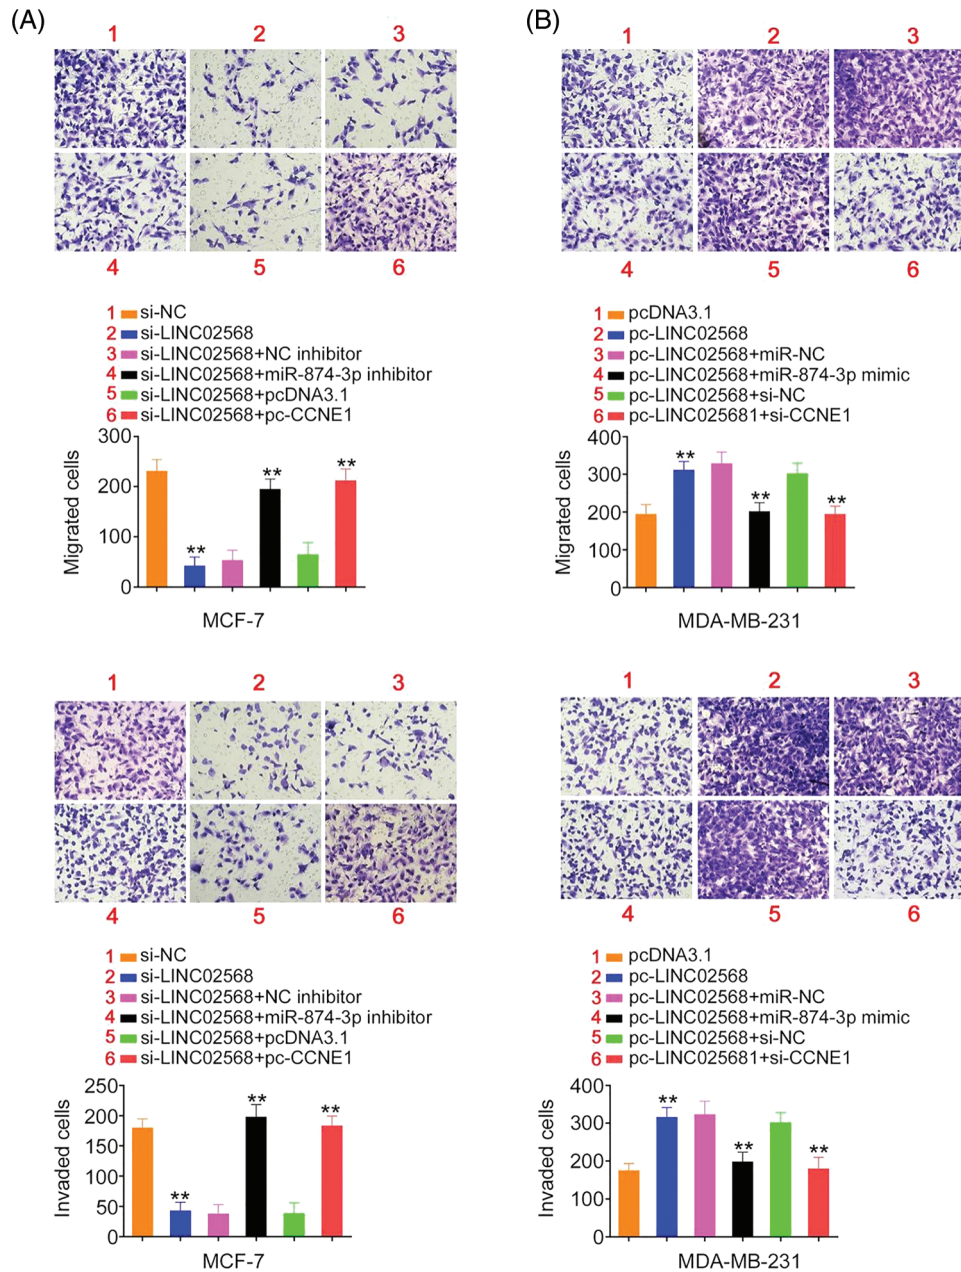 (A)
1 2 3
4 5 6
1 si-NC
2 si-LINC02568
3 si-LINC02568+NC inhibitor
4 si-LINC02568+miR-874-3p inhibitor
5 si-LINC02568+pcDNA3.1
6 si-LINC02568+pc-CCNE1
Migrated cells
300
200
100
0
** ** **
MCF-7
1 2 3
4 5 6
1 si-NC
2 si-LINC02568
3 si-LINC02568+NC inhibitor
4 si-LINC02568+miR-874-3p inhibitor
5 si-LINC02568+pcDNA3.1
6 si-LINC02568+pc-CCNE1
Invaded cells
250
200
150
100
50
0
** ** **
MCF-7
(B)
1 2 3
4 5 6
1 pcDNA3.1
2 pc-LINC02568
3 pc-LINC02568+miR-NC
4 pc-LINC02568+miR-874-3p mimic
5 pc-LINC02568+si-NC
6 pc-LINC025681+si-CCNE1
Migrated cells
400
300
200
100
0
** ** **
MDA-MB-231
1 2 3
4 5 6
1 pcDNA3.1
2 pc-LINC02568
3 pc-LINC02568+miR-NC
4 pc-LINC02568+miR-874-3p mimic
5 pc-LINC02568+si-NC
6 pc-LINC025681+si-CCNE1
Invaded cells
400
300
200
100
0
** ** **
MDA-MB-231